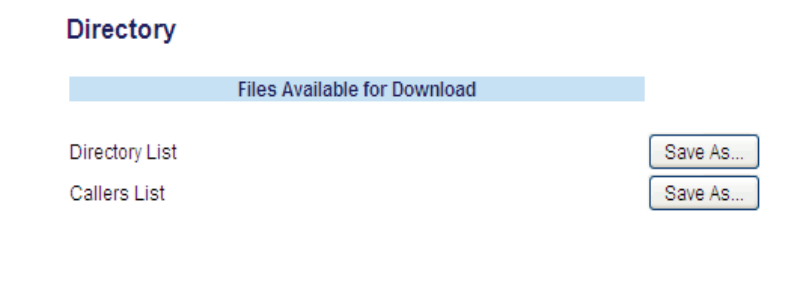 Directory
Files Available for Download
Directory List Save As...
Callers List Save As...